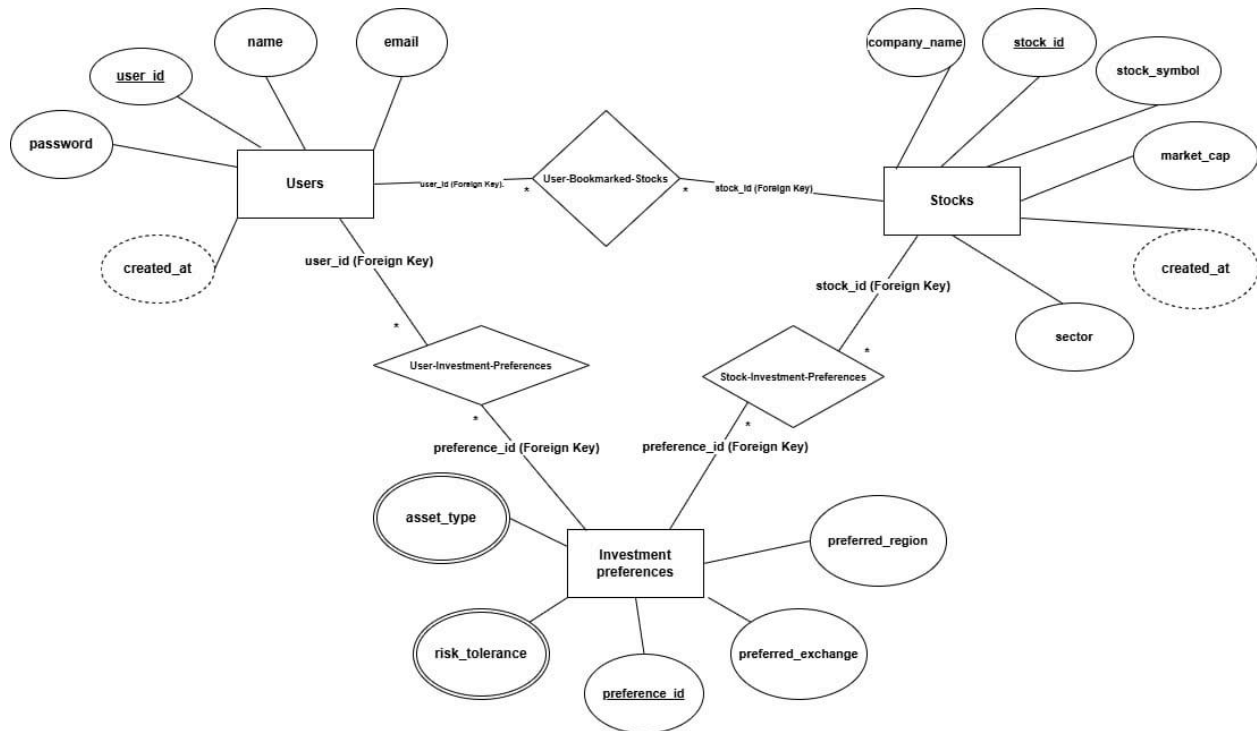 name
email
company_name
stock_id
user_id
stock_symbol
password
market_cap
Users
user_id (Foreign Key).
*
User-Bookmarked-Stocks
*
stock_id (Foreign Key)
Stocks
created_at
user_id (Foreign Key)
created_at
stock_id (Foreign Key)
*
sector
*
User-Investment-Preferences
Stock-Investment-Preferences
*
*
preference_id (Foreign Key)
preference_id (Foreign Key)
asset_type
Investment
preferences
preferred_region
risk_tolerance
preferred_exchange
preference_id